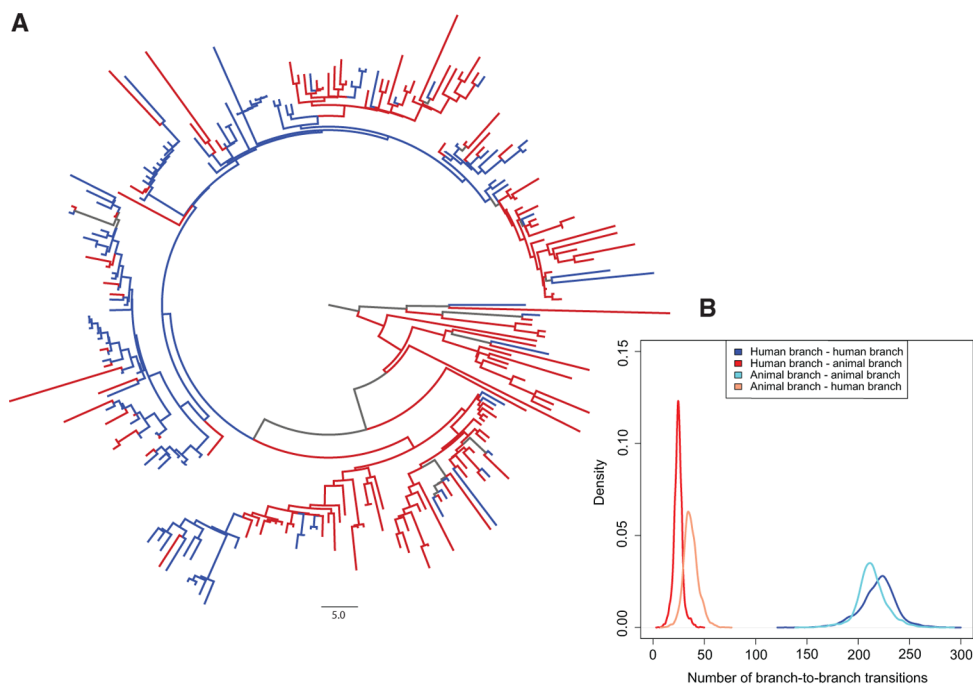 A
5.0
B
Human branch - human branch
Human branch - animal branch
Animal branch - animal branch
Animal branch - human branch
0.15
0.10
0.05
0.00
Density
0 50 100 150 200 250 300
Number of branch-to-branch transitions